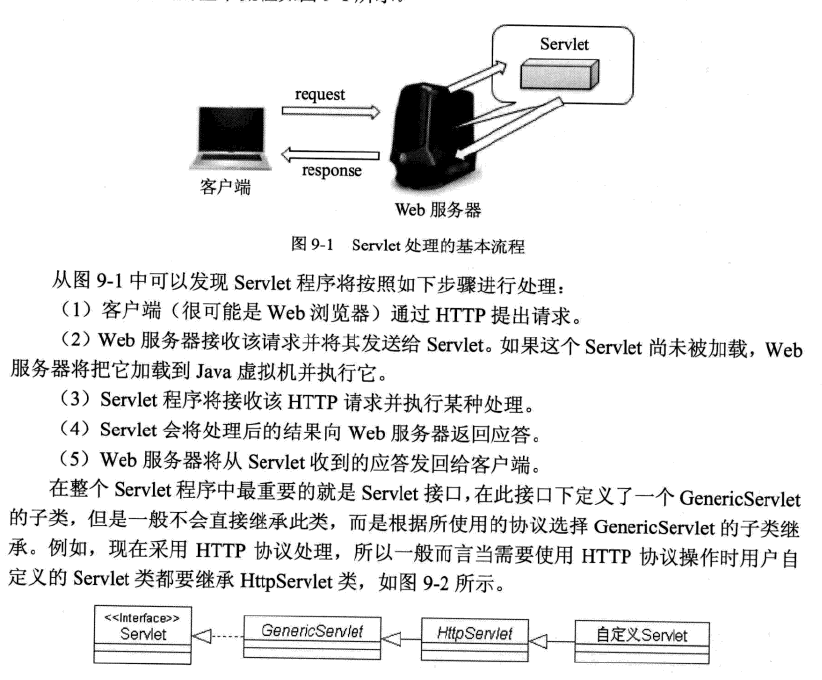 Servlet
request
response
客户端
Web 服务器
图 9-1 Servlet 处理的基本流程
从图 9-1 中可以发现 Servlet 程序将按照如下步骤进行处理:
(1)客户端(很可能是 Web 浏览器)通过 HTTP 提出请求。
(2)Web 服务器接收该请求并将其发送给 Servlet。如果这个 Servlet 尚未被加载,Web
服务器将把它加载到 Java 虚拟机并执行它。
(3)Servlet 程序将接收该 HTTP 请求并执行某种处理。
(4)Servlet 会将处理后的结果向 Web 服务器返回应答。
(5)Web 服务器将从 Servlet 收到的应答发回给客户端。
在整个 Servlet 程序中最重要的就是 Servlet 接口,在此接口下定义了一个 GenericServlet
的子类,但是一般不会直接继承此类,而是根据所使用的协议选择 GenericServlet 的子类继
承。例如,现在采用 HTTP 协议处理,所以一般而言当需要使用 HTTP 协议操作时用户自
定义的 Servlet 类都要继承 HttpServlet 类,如图 9-2 所示。
<<Interface>>
Servlet
GenericServlet
HttpServlet
自定义Servlet